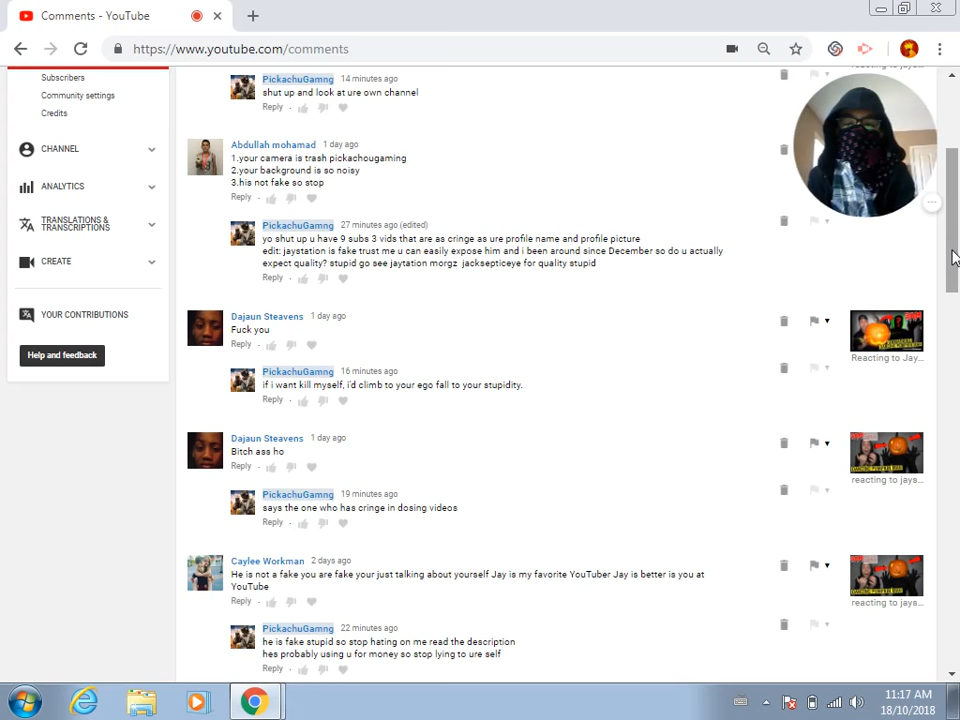 Comments - YouTube
https://www.youtube.com/comments
Subscribers
Community settings
Credits
CHANNEL
ANALYTICS
TRANSLATIONS &
TRANSCRIPTIONS
CREATE
YOUR CONTRIBUTIONS
Help and feedback
PickachuGamng 14 minutes ago
shut up and look at ure own channel
Reply
Abdullah mohamad 1 day ago
1.your camera is trash pickachougaming
2.your background is so noisy
3.his not fake so stop
Reply
PickachuGamng 27 minutes ago (edited)
yo shut up u have 9 subs 3 vids that are as cringe as ure profile name and profile picture
edit: jaystation is fake trust me u can easily expose him and i been around since December so do u actually
expect quality? stupid go see jaytation morgz jacksepticeye for quality stupid
Reply
Dajaun Steavens 1 day ago
Fuck you
Reply
Reacting to Jay...
PickachuGamng 16 minutes ago
if i want kill myself, i'd climb to your ego fall to your stupidity.
Reply
Dajaun Steavens 1 day ago
Bitch ass ho
Reply
reacting to jays...
PickachuGamng 19 minutes ago
says the one who has cringe in dosing videos
Reply
Caylee Workman 2 days ago
He is not a fake you are fake your just talking about yourself Jay is my favorite YouTuber Jay is better is you at
YouTube
Reply
reacting to jays...
PickachuGamng 22 minutes ago
he is fake stupid so stop hating on me read the description
hes probably using u for money so stop lying to ure self
Reply
11:17 AM
18/10/2018